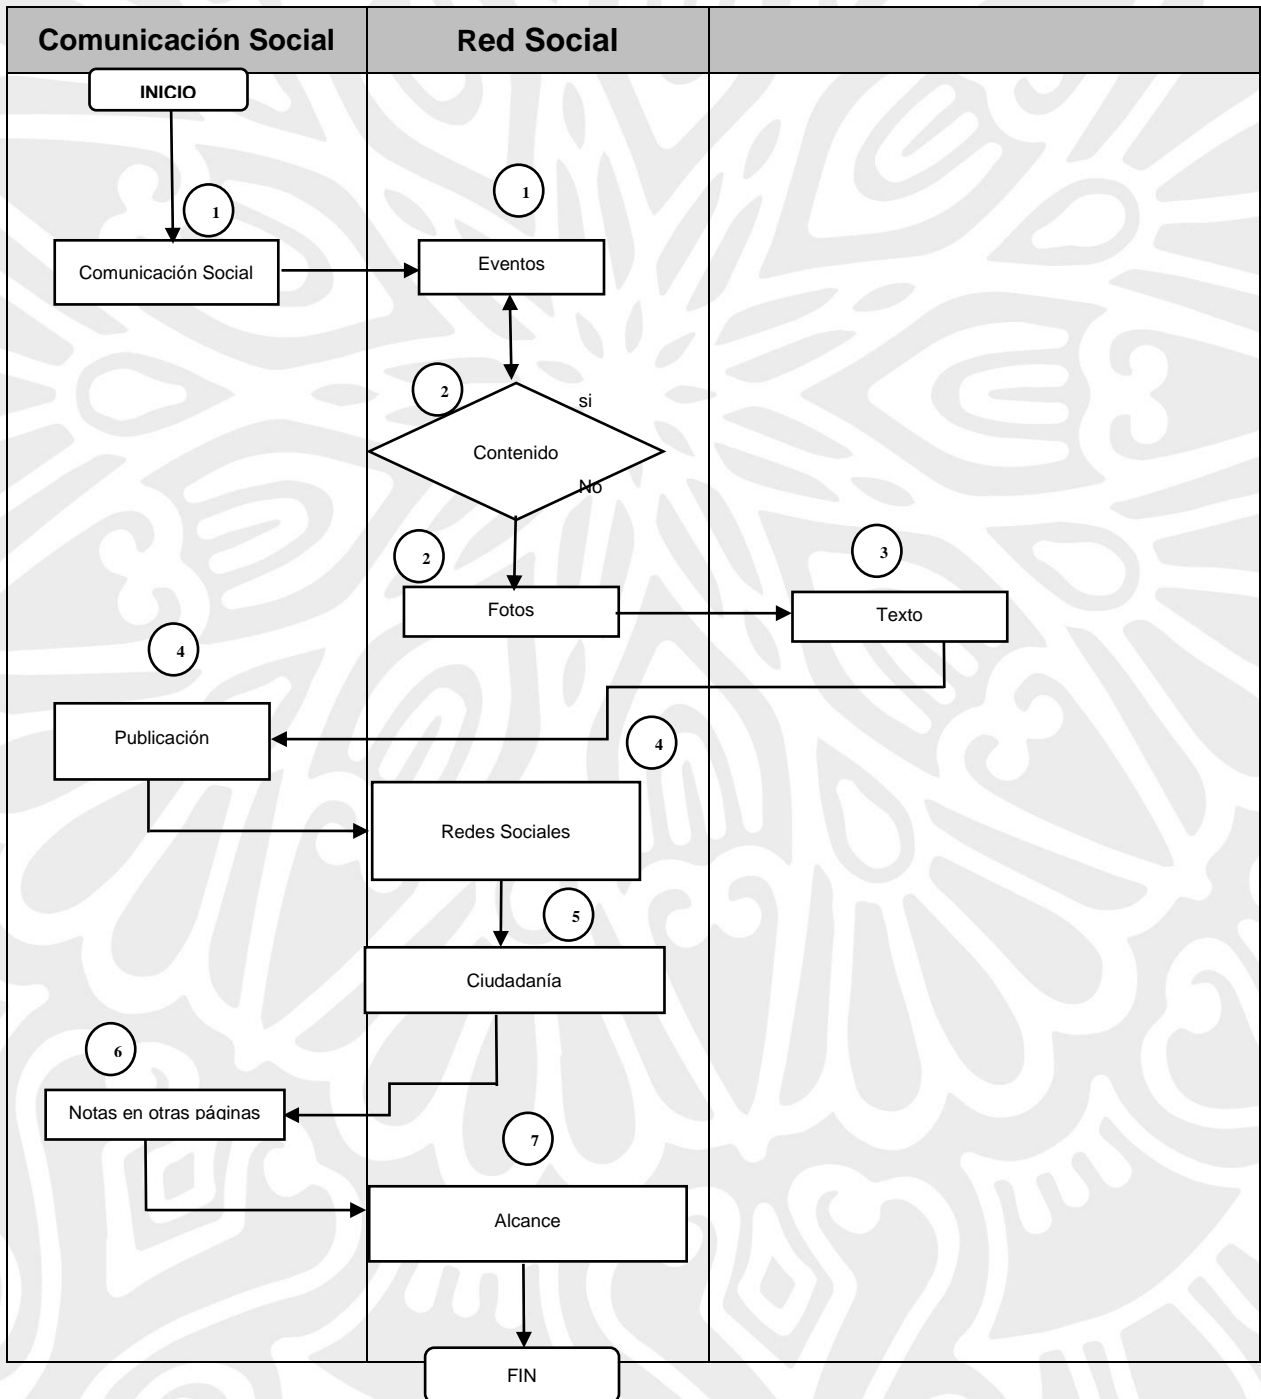 Comunicación Social
Red Social
INICIO
1
1
Comunicación Social
Eventos
2
si
Contenido
No
2
3
Fotos
Texto
4
Publicación
4
Redes Sociales
5
Ciudadanía
6
Notas en otras páginas
7
Alcance
FIN